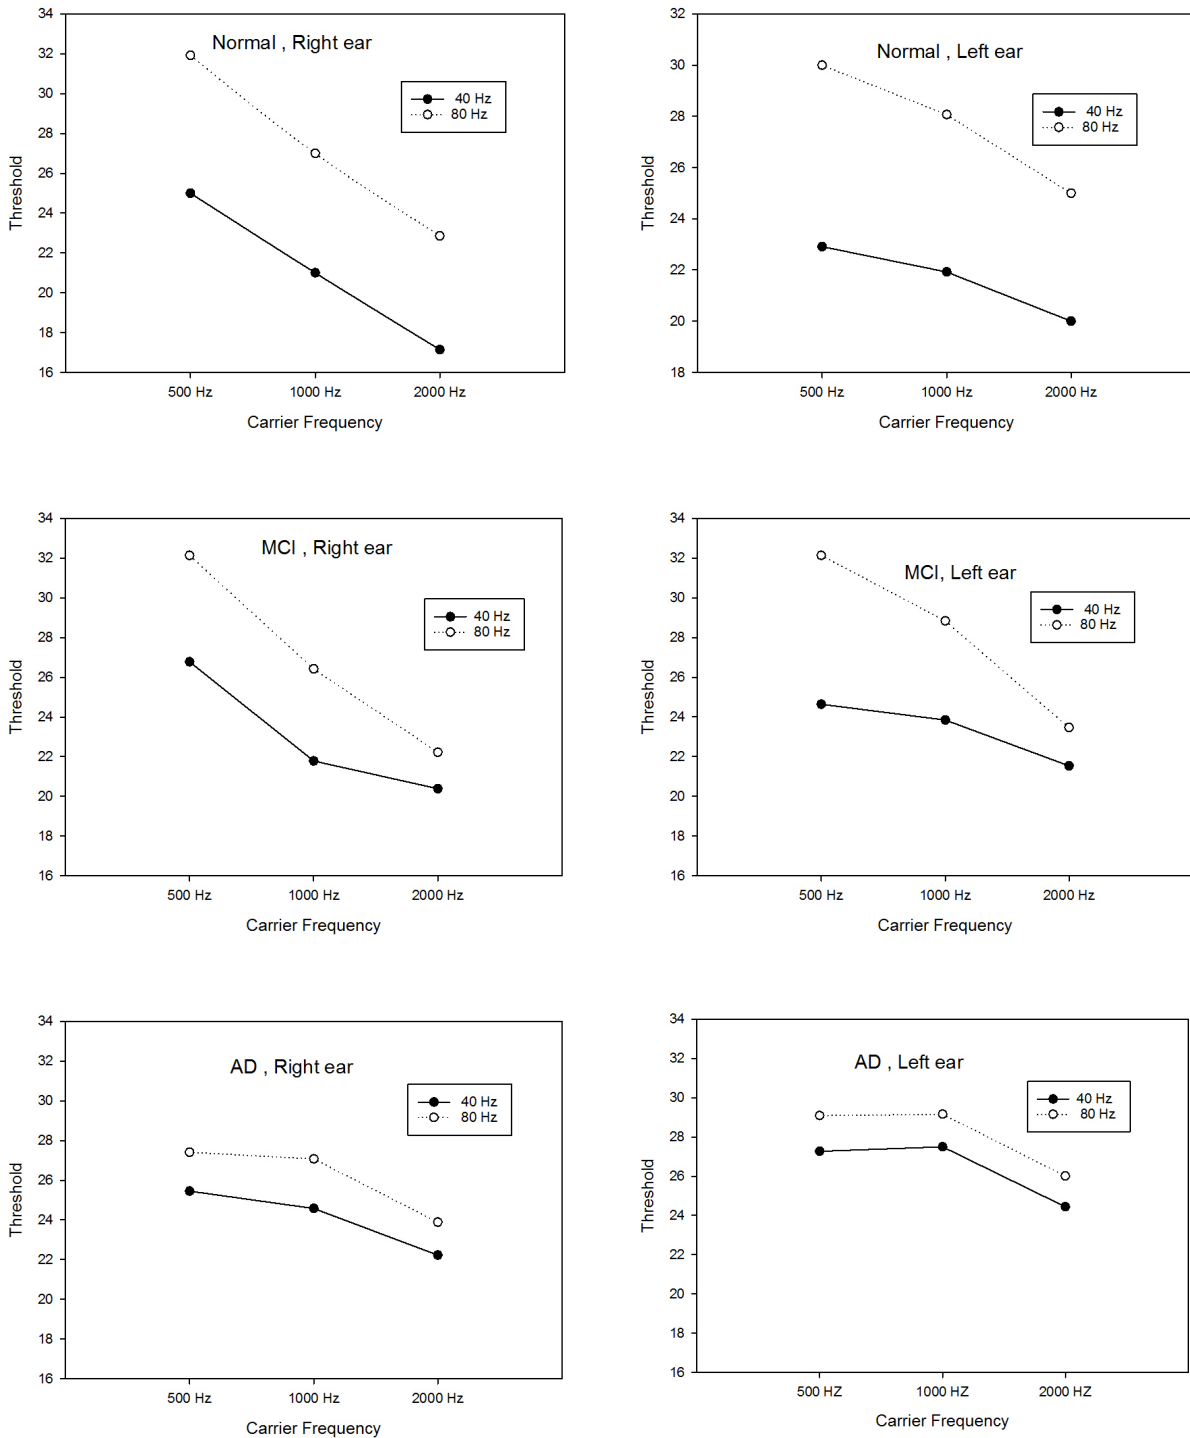 Normal , Right ear
40 Hz
80 Hz
Threshold
34
32
30
28
26
24
22
20
18
16
500 Hz 1000 Hz 2000 Hz
Carrier Frequency
Normal , Left ear
40 Hz
80 Hz
Threshold
32
30
28
26
24
22
20
18
500 Hz 1000 Hz 2000 Hz
Carrier Frequency
MCI , Right ear
40 Hz
80 Hz
Threshold
34
32
30
28
26
24
22
20
18
16
500 Hz 1000 Hz 2000 Hz
Carrier Frequency
MCI, Left ear
40 Hz
80 Hz
Threshold
34
32
30
28
26
24
22
20
18
16
500 Hz 1000 Hz 2000 Hz
Carrier Frequency
AD , Right ear
40 Hz
80 Hz
Threshold
34
32
30
28
26
24
22
20
18
16
500 Hz 1000 Hz 2000 Hz
Carrier Frequency
AD , Left ear
40 Hz
80 Hz
Threshold
34
32
30
28
26
24
22
20
18
16
500 HZ 1000 HZ 2000 HZ
Carrier Frequency